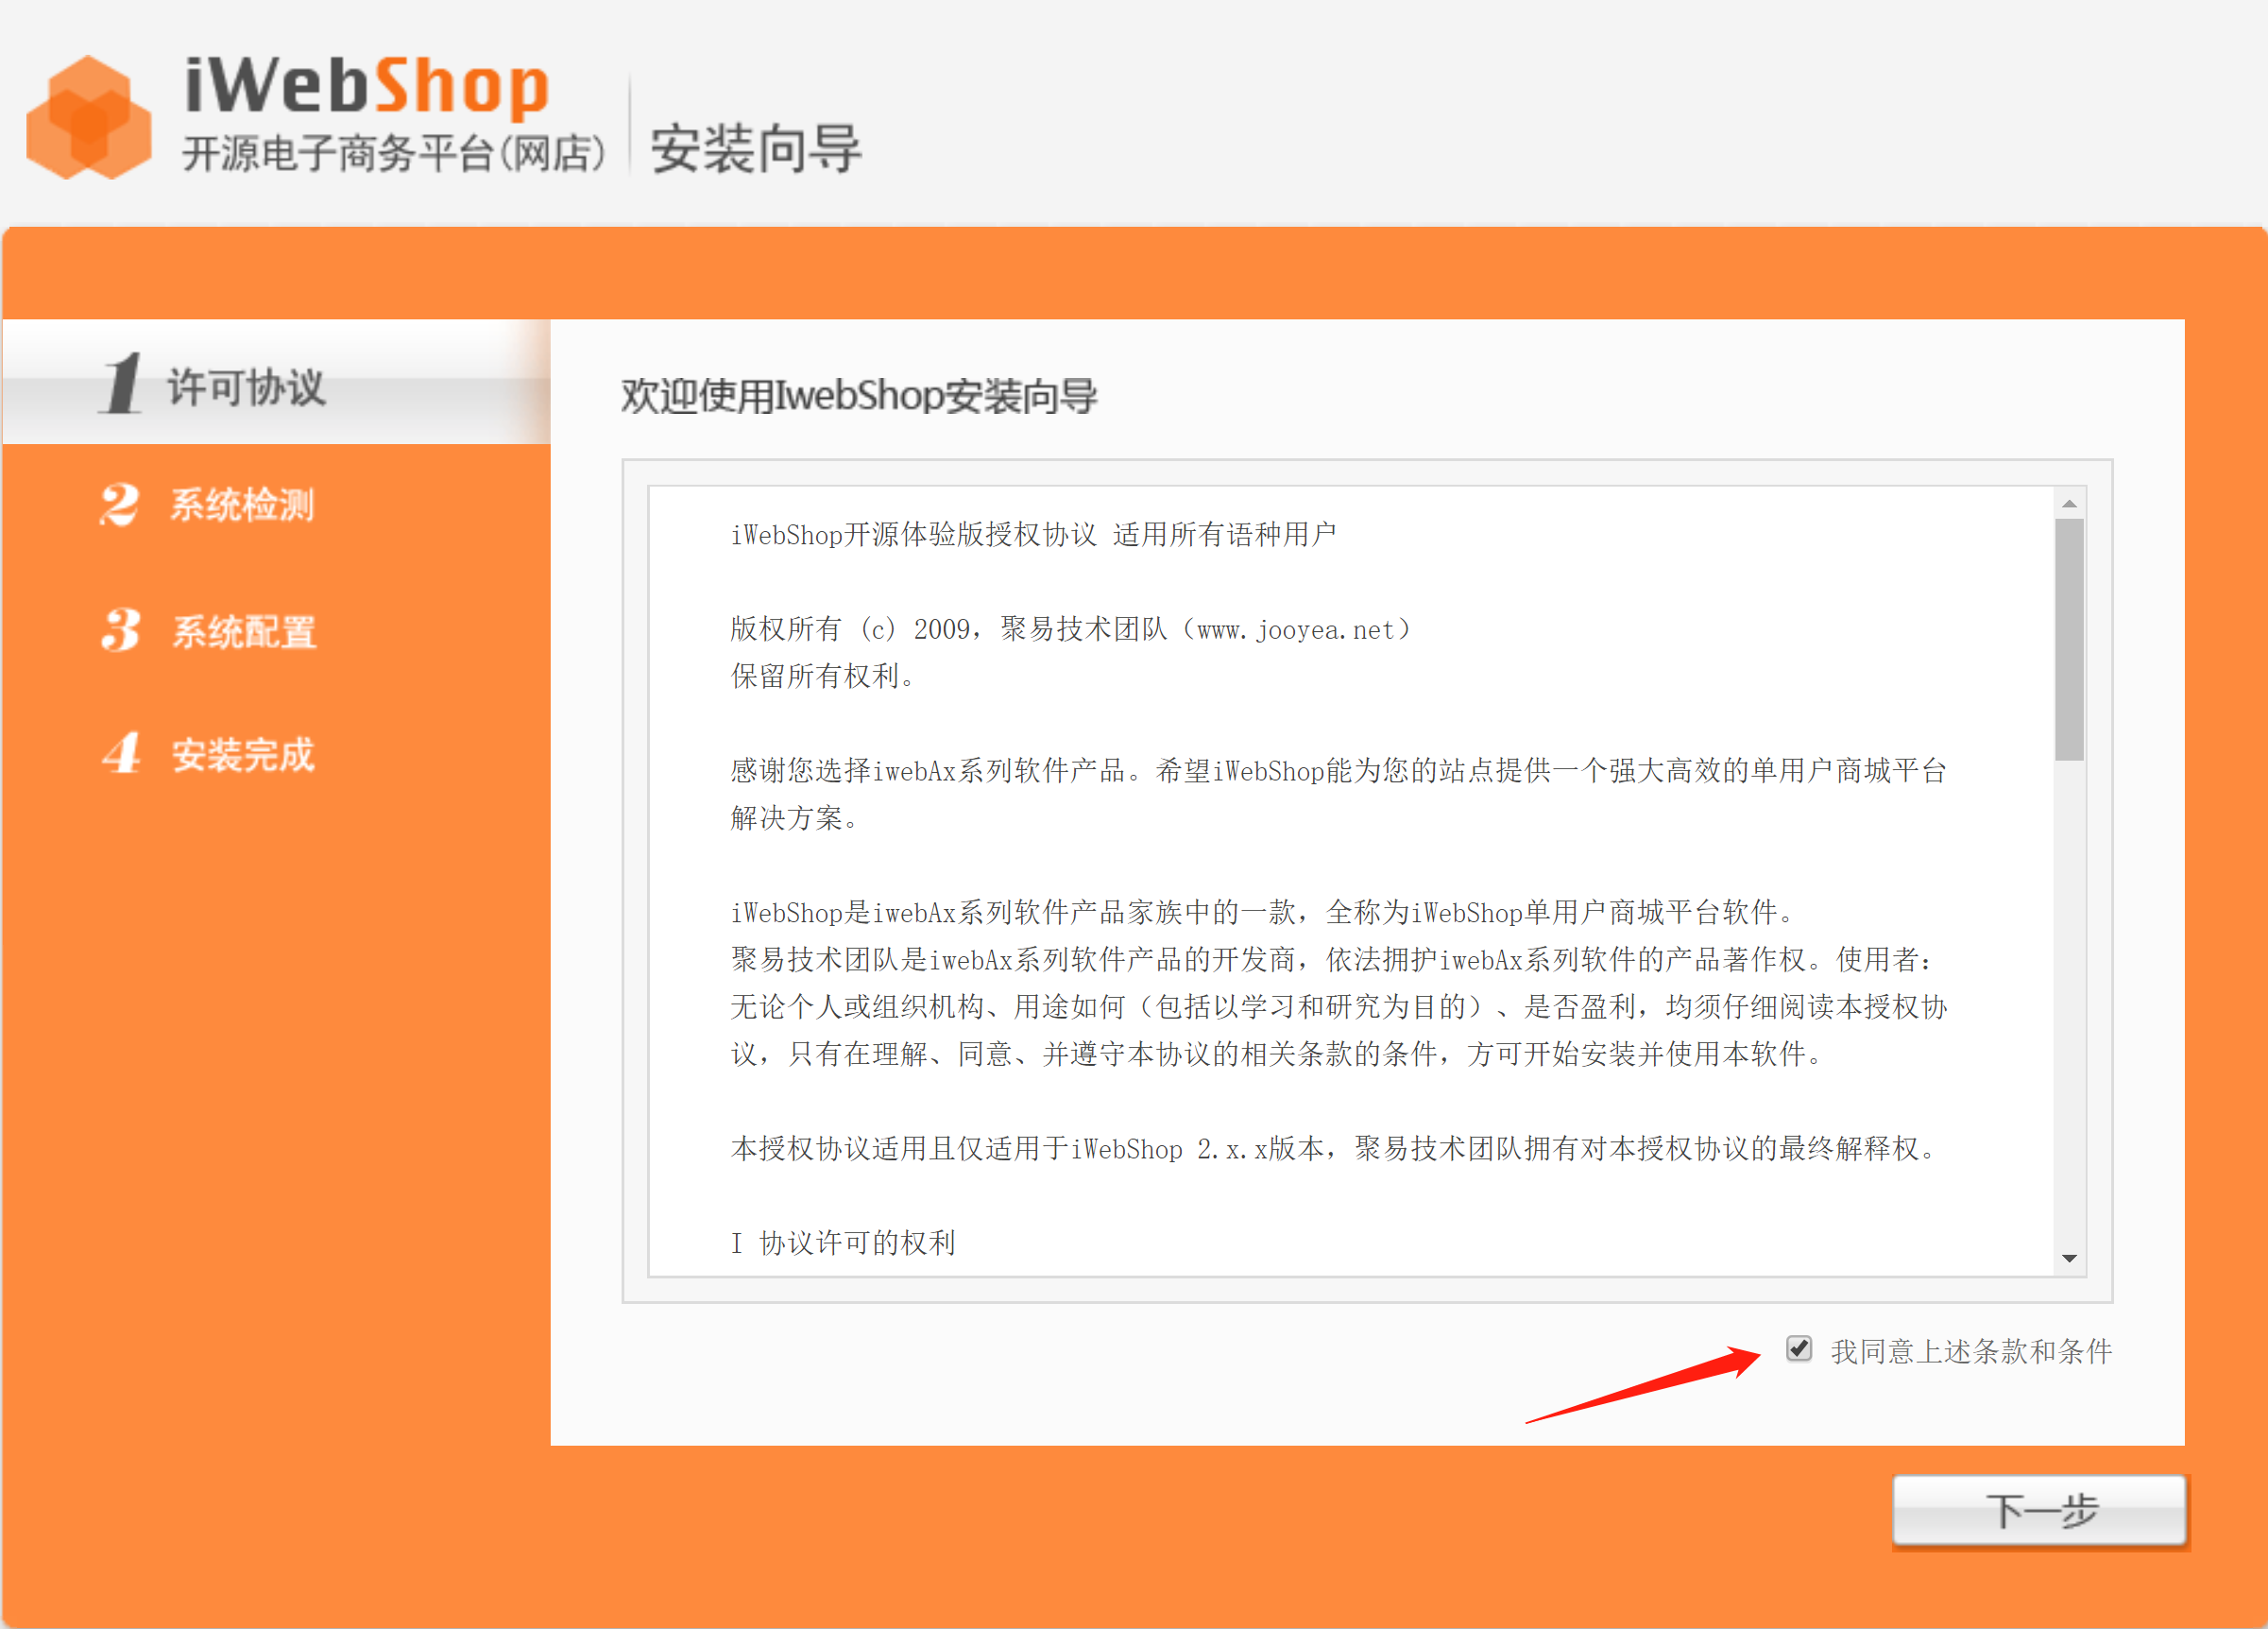 iWebShop
开源电子商务平台(网店)
安装向导
1 许可协议
2 系统检测
3 系统配置
4 安装完成
欢迎使用IwebShop安装向导
iWebShop开源体验版授权协议 适用所有语种用户
版权所有 (c) 2009，聚易技术团队（www.jooyea.net）
保留所有权利。
感谢您选择iwebAx系列软件产品。希望iWebShop能为您的站点提供一个强大高效的单用户商城平台
解决方案。
iWebShop是iwebAx系列软件产品家族中的一款，全称为iWebShop单用户商城平台软件。
聚易技术团队是iwebAx系列软件产品的开发商，依法拥护iwebAx系列软件的产品著作权。使用者：
无论个人或组织机构、用途如何（包括以学习和研究为目的）、是否盈利，均须仔细阅读本授权协
议，只有在理解、同意、并遵守本协议的相关条款的条件，方可开始安装并使用本软件。
本授权协议适用且仅适用于iWebShop 2.x.x版本，聚易技术团队拥有对本授权协议的最终解释权。
I 协议许可的权利
我同意上述条款和条件
下一步